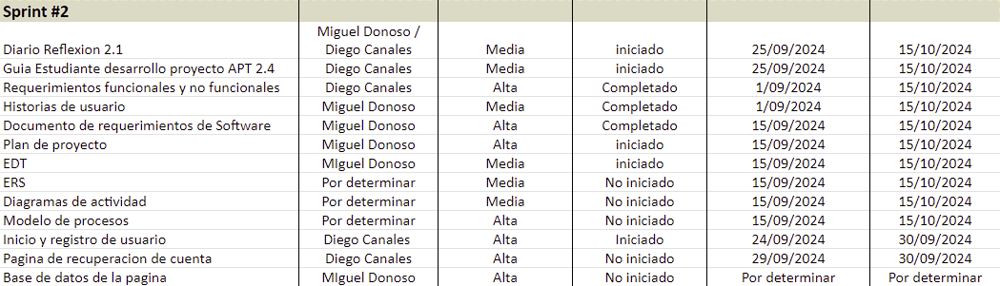 Sprint #2
Miguel Donoso /
Diario Reflexion 2.1 Diego Canales Media iniciado 25/09/2024 15/10/2024
Guia Estudiante desarrollo proyecto APT 2.4 Diego Canales Media iniciado 25/09/2024 15/10/2024
Requerimientos funcionales y no funcionales Diego Canales Alta Completado 1/09/2024 15/10/2024
Historias de usuario Miguel Donoso Media Completado 1/09/2024 15/10/2024
Documento de requerimientos de Software Miguel Donoso Alta Completado 15/09/2024 15/10/2024
Plan de proyecto Miguel Donoso Alta iniciado 15/09/2024 15/10/2024
EDT MIguel Donoso Media iniciado 15/09/2024 15/10/2024
ERS Por determinar Media No iniciado 15/09/2024 15/10/2024
Diagramas de actividad Por determinar Media No iniciado 15/09/2024 15/10/2024
Modelo de procesos Por determinar Alta No iniciado 15/09/2024 15/10/2024
Inicio y registro de usuario Diego Canales Alta Iniciado 24/09/2024 30/09/2024
Pagina de recuperacion de cuenta Diego Canales Alta No iniciado 29/09/2024 30/09/2024
Base de datos de la pagina MIguel Donoso Alta No iniciado Por determinar Por determinar